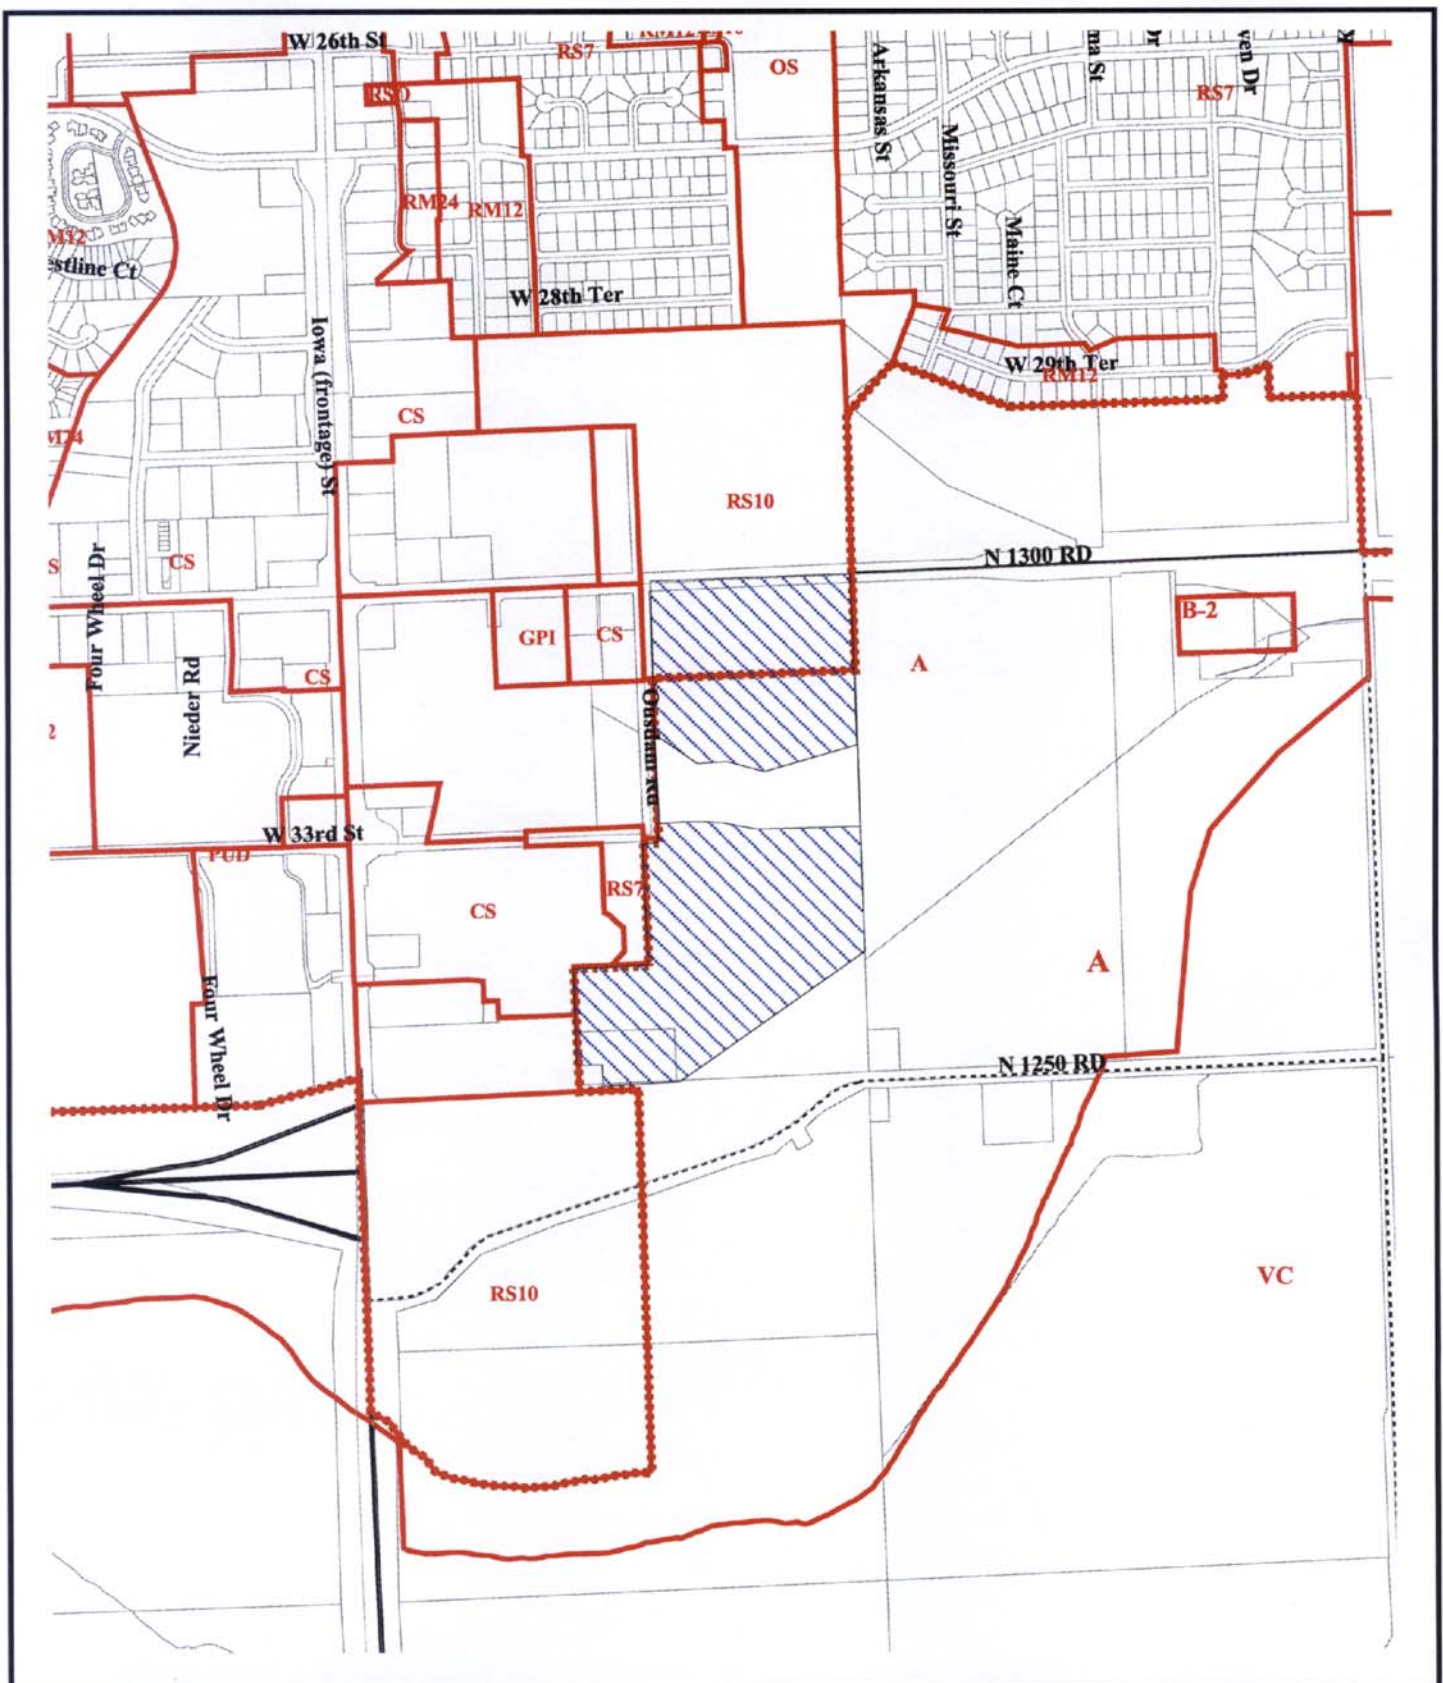 W 26th St
RS7
OS
Arkansas St
RS7
Missouri St
RM24
RM12
Maine Ct
W 28th Ter
Iowa (frontage) St
W 29th Ter
RM12
CS
RS10
N 1300 RD
CS
Four Wheel Dr
B-2
GPI
CS
A
Nieder Rd
CS
Ousdahl Rd
W 33rd St
PUD
RS7
CS
A
Four Wheel Dr
N 1250 RD
VC
RS10